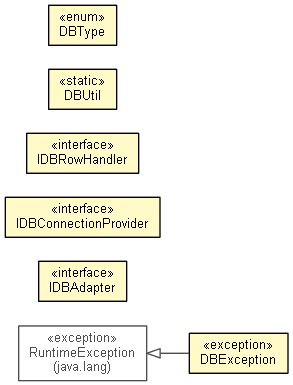 «enum»
DBType
«static»
DBUtil
«interface»
IDBRowHandler
«interface»
IDBConnectionProvider
«interface»
IDBAdapter
«exception»
RuntimeException
(java.lang)
«exception»
DBException